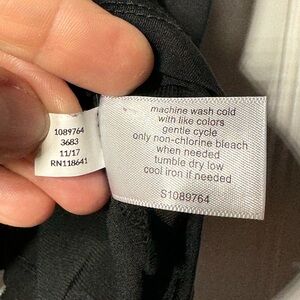 1089764
3683
11/17
RN118641
machine wash cold
with like colors
gentle cycle
only non-chlorine bleach
when needed
tumble dry low
cool iron if needed
S1089764